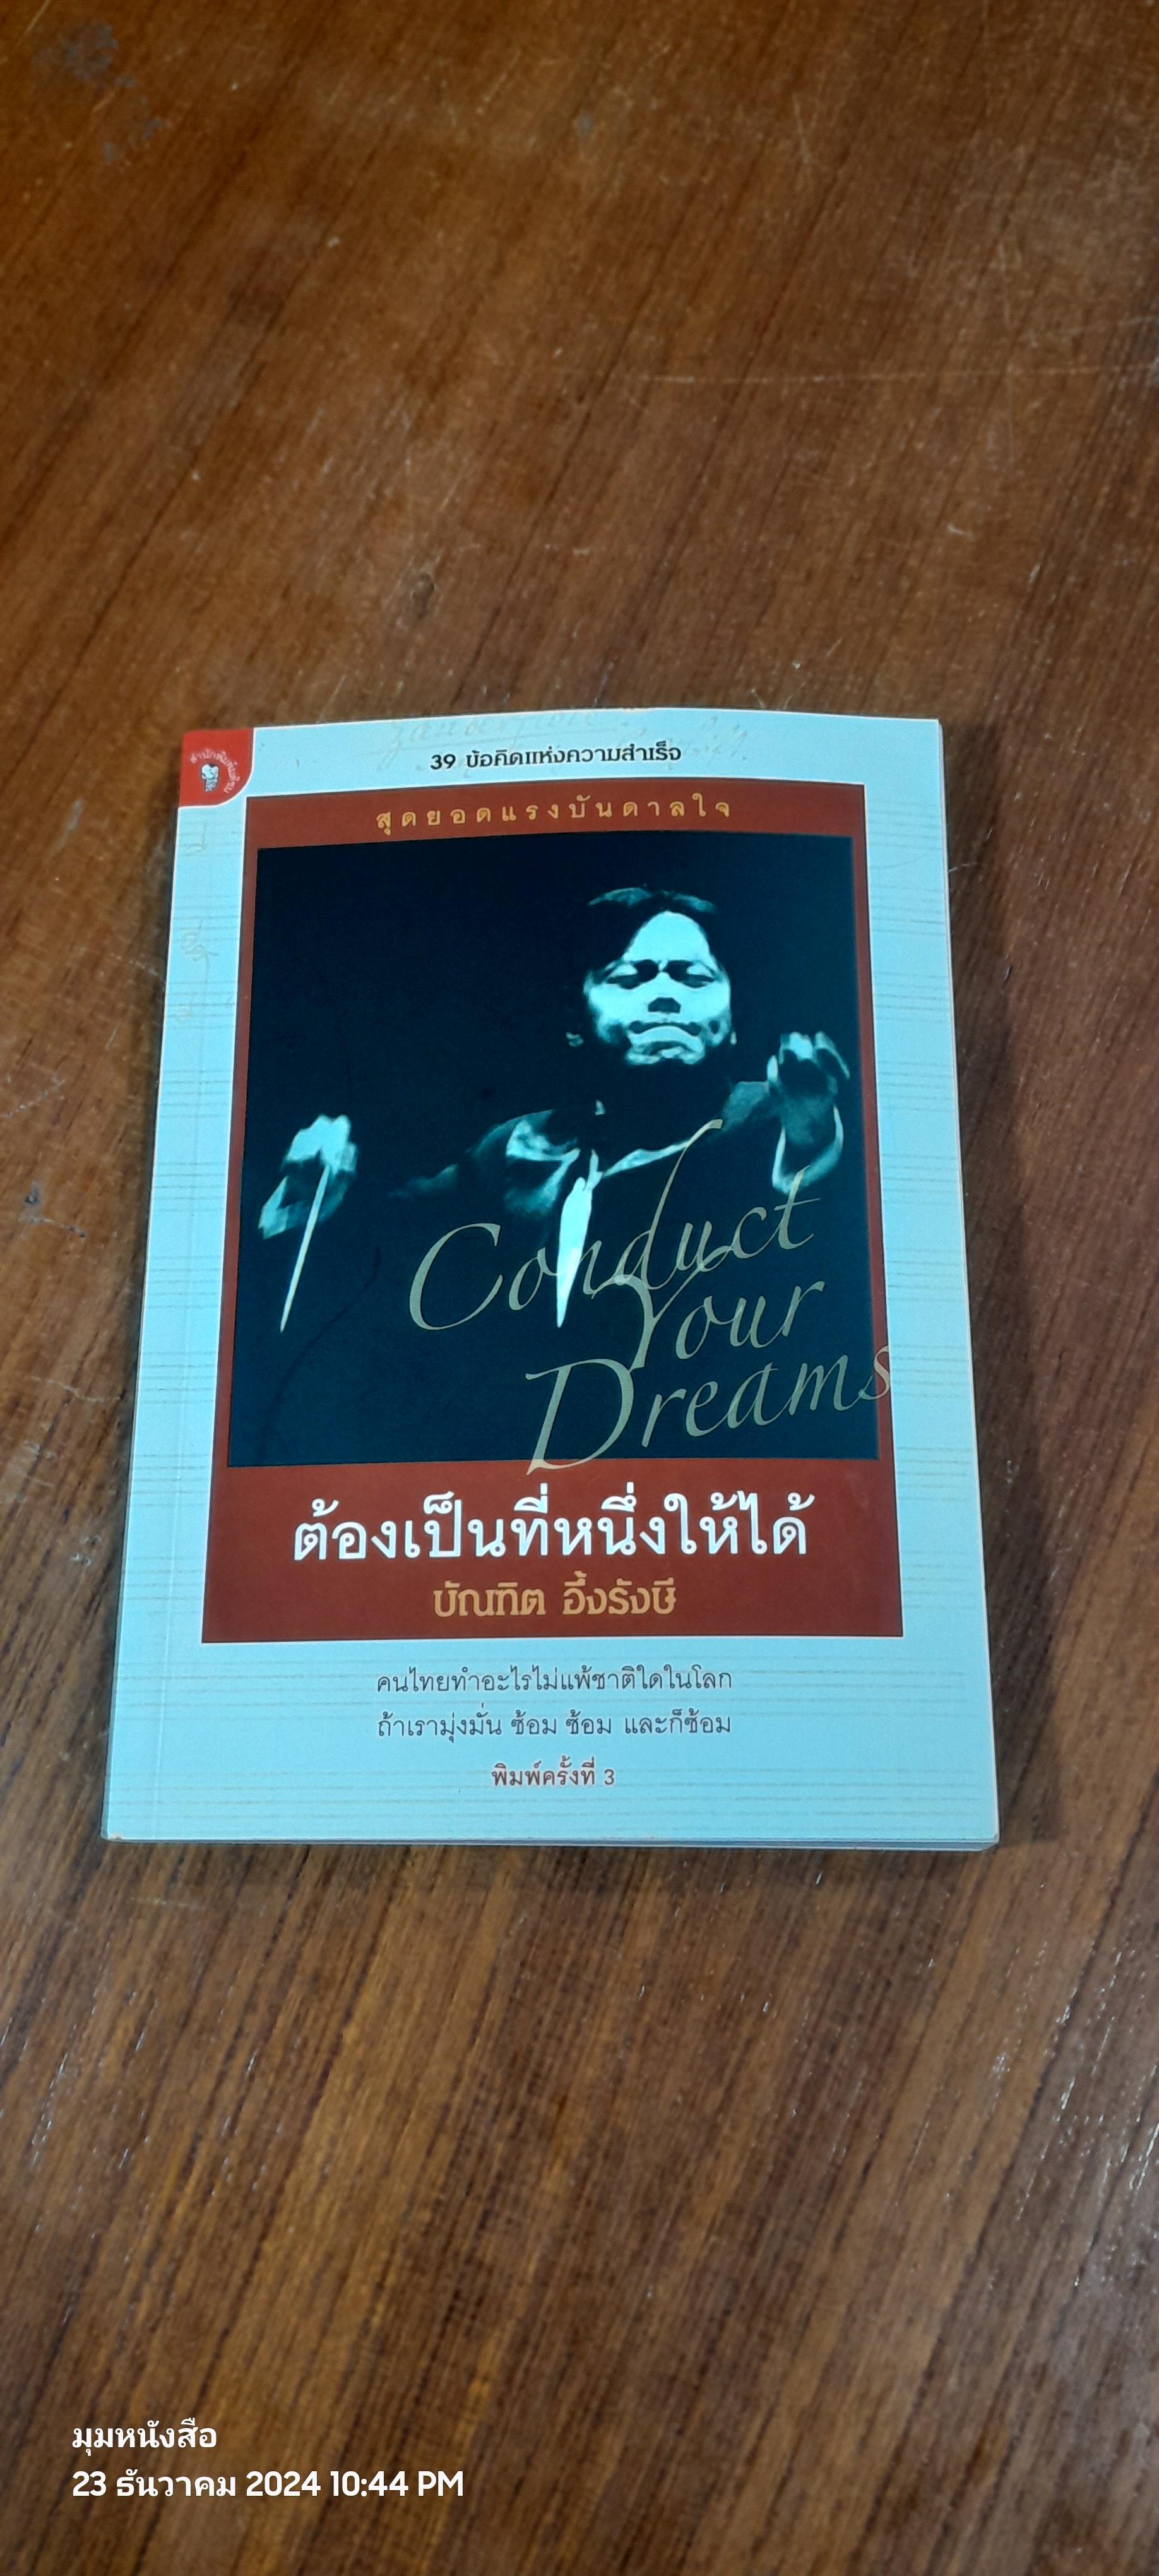 39 ข้อคิดแห่งความสำเร็จ
สุดยอดแรงบันดาลใจ
Conduct
Your
Dreams
ต้องเป็นที่หนึ่งให้ได้
บัณฑิต อึ้งรังษี
คนไทยทำอะไรไม่แพ้ชาติใดในโลก
ถ้าเรามุ่งมั่น ซ้อม ซ้อม และก็ซ้อม
พิมพ์ครั้งที่ 3
มุมหนังสือ
23 ธันวาคม 2024 10:44 PM